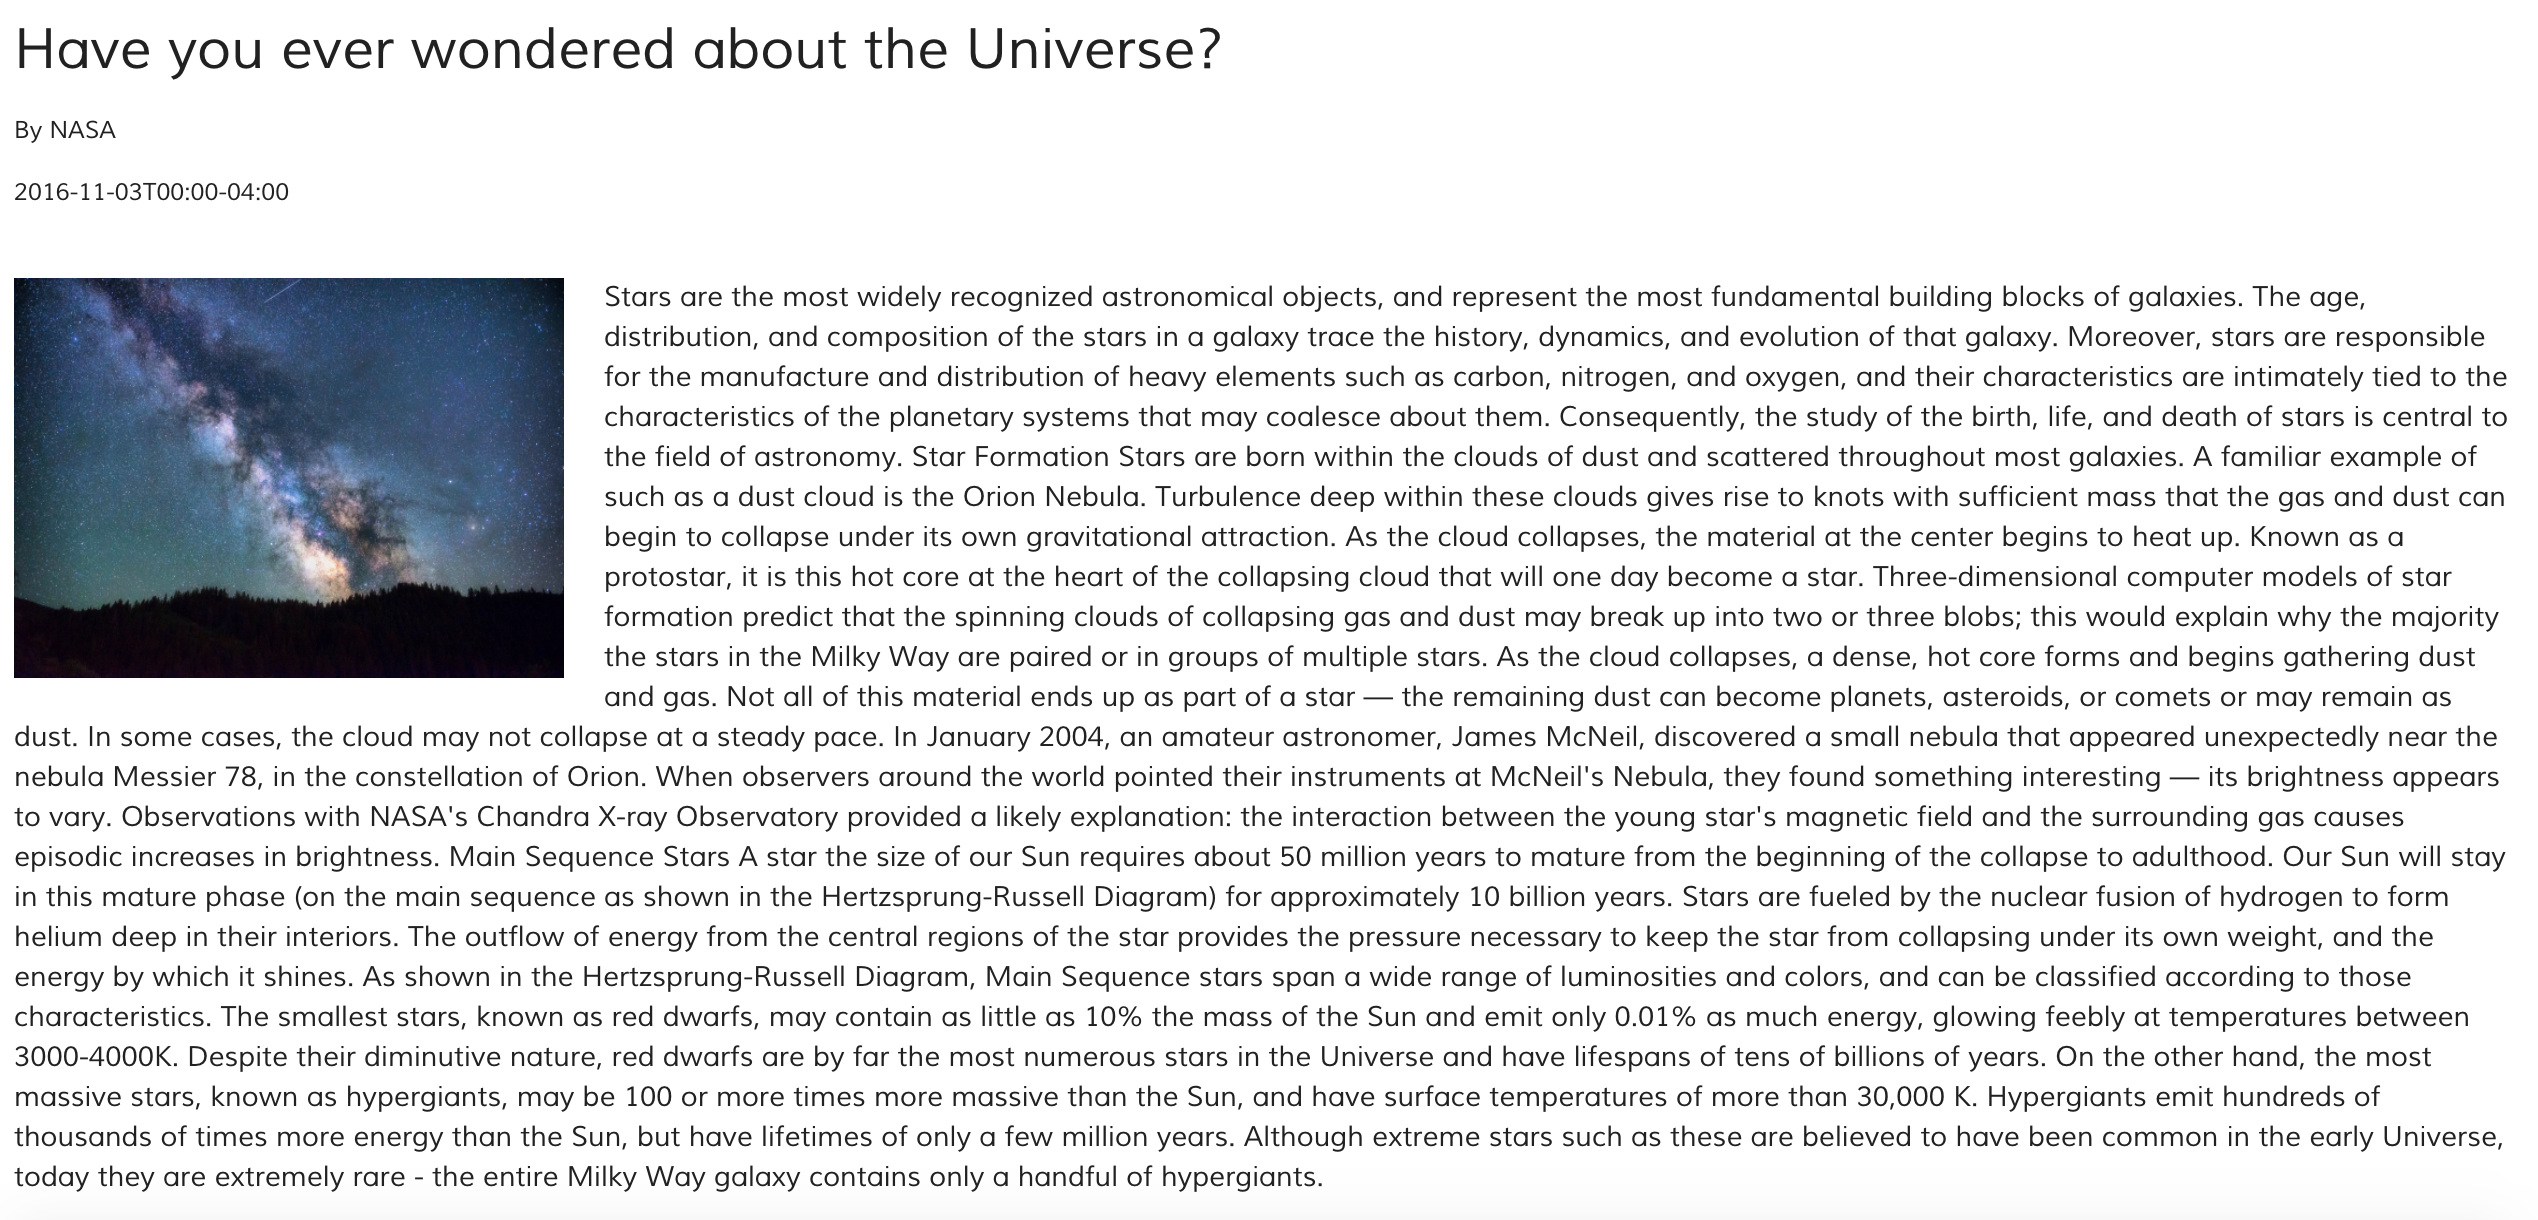 Have you ever wondered about the Universe?
By NASA
2016-11-03T00:00-04:00
Stars are the most widely recognized astronomical objects, and represent the most fundamental building blocks of galaxies. The age,
distribution, and composition of the stars in a galaxy trace the history, dynamics, and evolution of that galaxy. Moreover, stars are responsible
for the manufacture and distribution of heavy elements such as carbon, nitrogen, and oxygen, and their characteristics are intimately tied to the
characteristics of the planetary systems that may coalesce about them. Consequently, the study of the birth, life, and death of stars is central to
the field of astronomy. Star Formation Stars are born within the clouds of dust and scattered throughout most galaxies. A familiar example of
such as a dust cloud is the Orion Nebula. Turbulence deep within these clouds gives rise to knots with sufficient mass that the gas and dust can
begin to collapse under its own gravitational attraction. As the cloud collapses, the material at the center begins to heat up. Known as a
protostar, it is this hot core at the heart of the collapsing cloud that will one day become a star. Three-dimensional computer models of star
formation predict that the spinning clouds of collapsing gas and dust may break up into two or three blobs; this would explain why the majority
the stars in the Milky Way are paired or in groups of multiple stars. As the cloud collapses, a dense, hot core forms and begins gathering dust
and gas. Not all of this material ends up as part of a star — the remaining dust can become planets, asteroids, or comets or may remain as
dust. In some cases, the cloud may not collapse at a steady pace. In January 2004, an amateur astronomer, James McNeil, discovered a small nebula that appeared unexpectedly near the
nebula Messier 78, in the constellation of Orion. When observers around the world pointed their instruments at McNeil's Nebula, they found something interesting — its brightness appears
to vary. Observations with NASA's Chandra X-ray Observatory provided a likely explanation: the interaction between the young star's magnetic field and the surrounding gas causes
episodic increases in brightness. Main Sequence Stars A star the size of our Sun requires about 50 million years to mature from the beginning of the collapse to adulthood. Our Sun will stay
in this mature phase (on the main sequence as shown in the Hertzsprung-Russell Diagram) for approximately 10 billion years. Stars are fueled by the nuclear fusion of hydrogen to form
helium deep in their interiors. The outflow of energy from the central regions of the star provides the pressure necessary to keep the star from collapsing under its own weight, and the
energy by which it shines. As shown in the Hertzsprung-Russell Diagram, Main Sequence stars span a wide range of luminosities and colors, and can be classified according to those
characteristics. The smallest stars, known as red dwarfs, may contain as little as 10% the mass of the Sun and emit only 0.01% as much energy, glowing feebly at temperatures between
3000-4000K. Despite their diminutive nature, red dwarfs are by far the most numerous stars in the Universe and have lifespans of tens of billions of years. On the other hand, the most
massive stars, known as hypergiants, may be 100 or more times more massive than the Sun, and have surface temperatures of more than 30,000 K. Hypergiants emit hundreds of
thousands of times more energy than the Sun, but have lifetimes of only a few million years. Although extreme stars such as these are believed to have been common in the early Universe,
today they are extremely rare - the entire Milky Way galaxy contains only a handful of hypergiants.